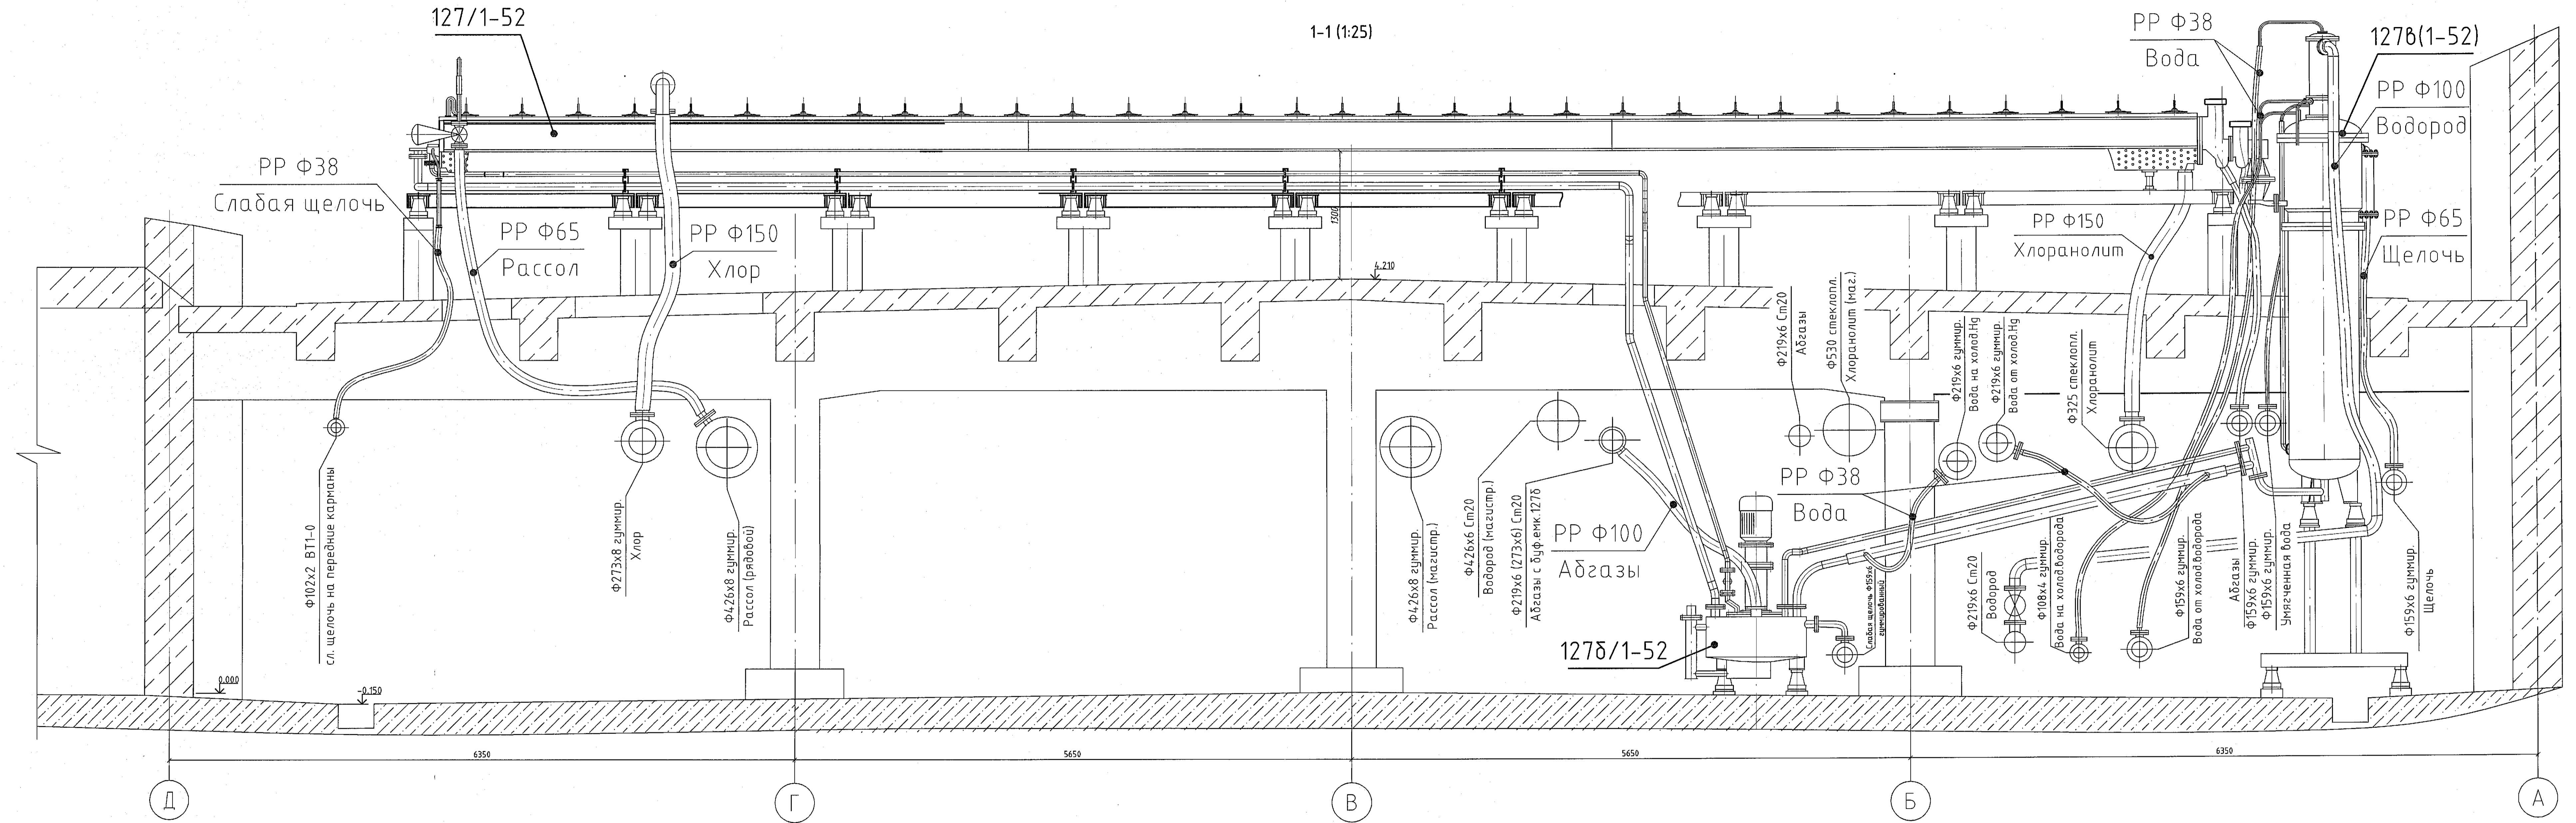 127/1-52
1-1 (1:25)
РР Ф38
Вода
127в(1-52)
РР Ф100
Водород
РР Ф38
Слабая щелочь
РР Ф65
Рассол
РР Ф150
Хлор
1300
4.210
РР Ф150
Хлоранолит
РР Ф65
Щелочь
Ф102х2 ВТ1-0
сл. щелочь на передние карманы
Ф273х8 гуммир.
Хлор
Ф426х8 гуммир.
Рассол (рядовой)
Ф426х8 гуммир.
Рассол (магистр.)
Ф426х6 Ст20
Водород (магистр.)
Ф219х6 (273х6) Ст20
Абгазы с буф.емк.127б
Ф219х6 Ст20
Абгазы
Ф530 стеклопл.
Хлоранолит (маг.)
Ф219х6 гуммир.
Вода на холод.Hg
Ф219х6 гуммир.
Вода от холод.Hg
Ф325 стеклопл.
Хлоранолит
РР Ф100
Абгазы
РР Ф38
Вода
127б/1-52
Слабая щелочь Ф159х6
гуммированный
Ф219х6 Ст20
Водород
Ф108х4 гуммир.
Вода на холод.водорода
Ф159х6 гуммир.
Вода от холод.водорода
Абгазы
Ф159х6 гуммир.
Ф159х6 гуммир.
Умягченная вода
Ф159х6 гуммир.
Щелочь
0.000
-0.150
6350
5650
5650
6350
Д
Г
В
Б
А